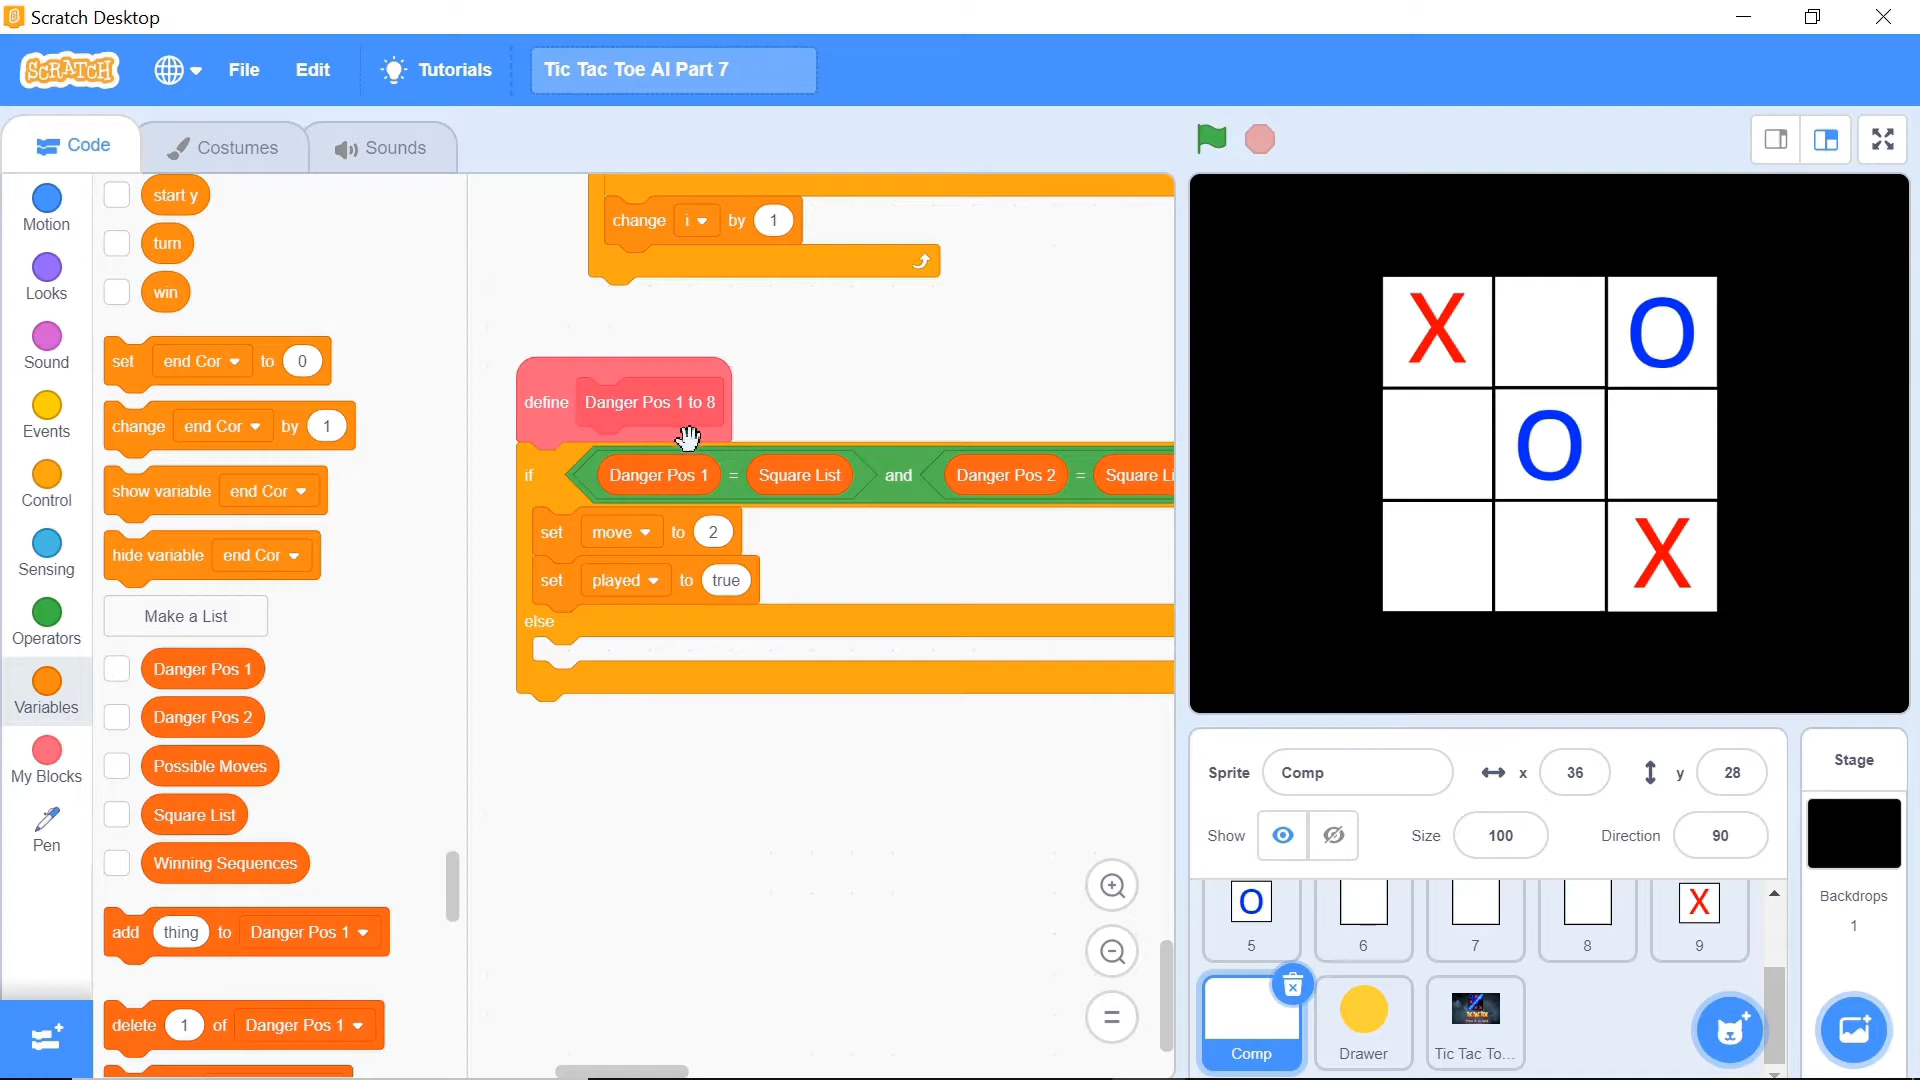 Scratch Desktop
SCRATCH
File
Edit
Tutorials
Tic Tac Toe AI Part 7
Code
Costumes
Sounds
Motion
Looks
Sound
Events
Control
Sensing
Operators
Variables
My Blocks
Pen
start y
turn
win
set end Cor to 0
change end Cor by 1
show variable end Cor
hide variable end Cor
Make a List
Danger Pos 1
Danger Pos 2
Possible Moves
Square List
Winning Sequences
add thing to Danger Pos 1
delete 1 of Danger Pos 1
change i by 1
define Danger Pos 1 to 8
if Danger Pos 1 = Square List and Danger Pos 2 = Square Li
set move to 2
set played to true
else
X O
O
X
Sprite Comp x 36 y 28
Show Size 100 Direction 90
O X
5 6 7 8 9
Comp Drawer Tic Tac To...
Stage
Backdrops
1